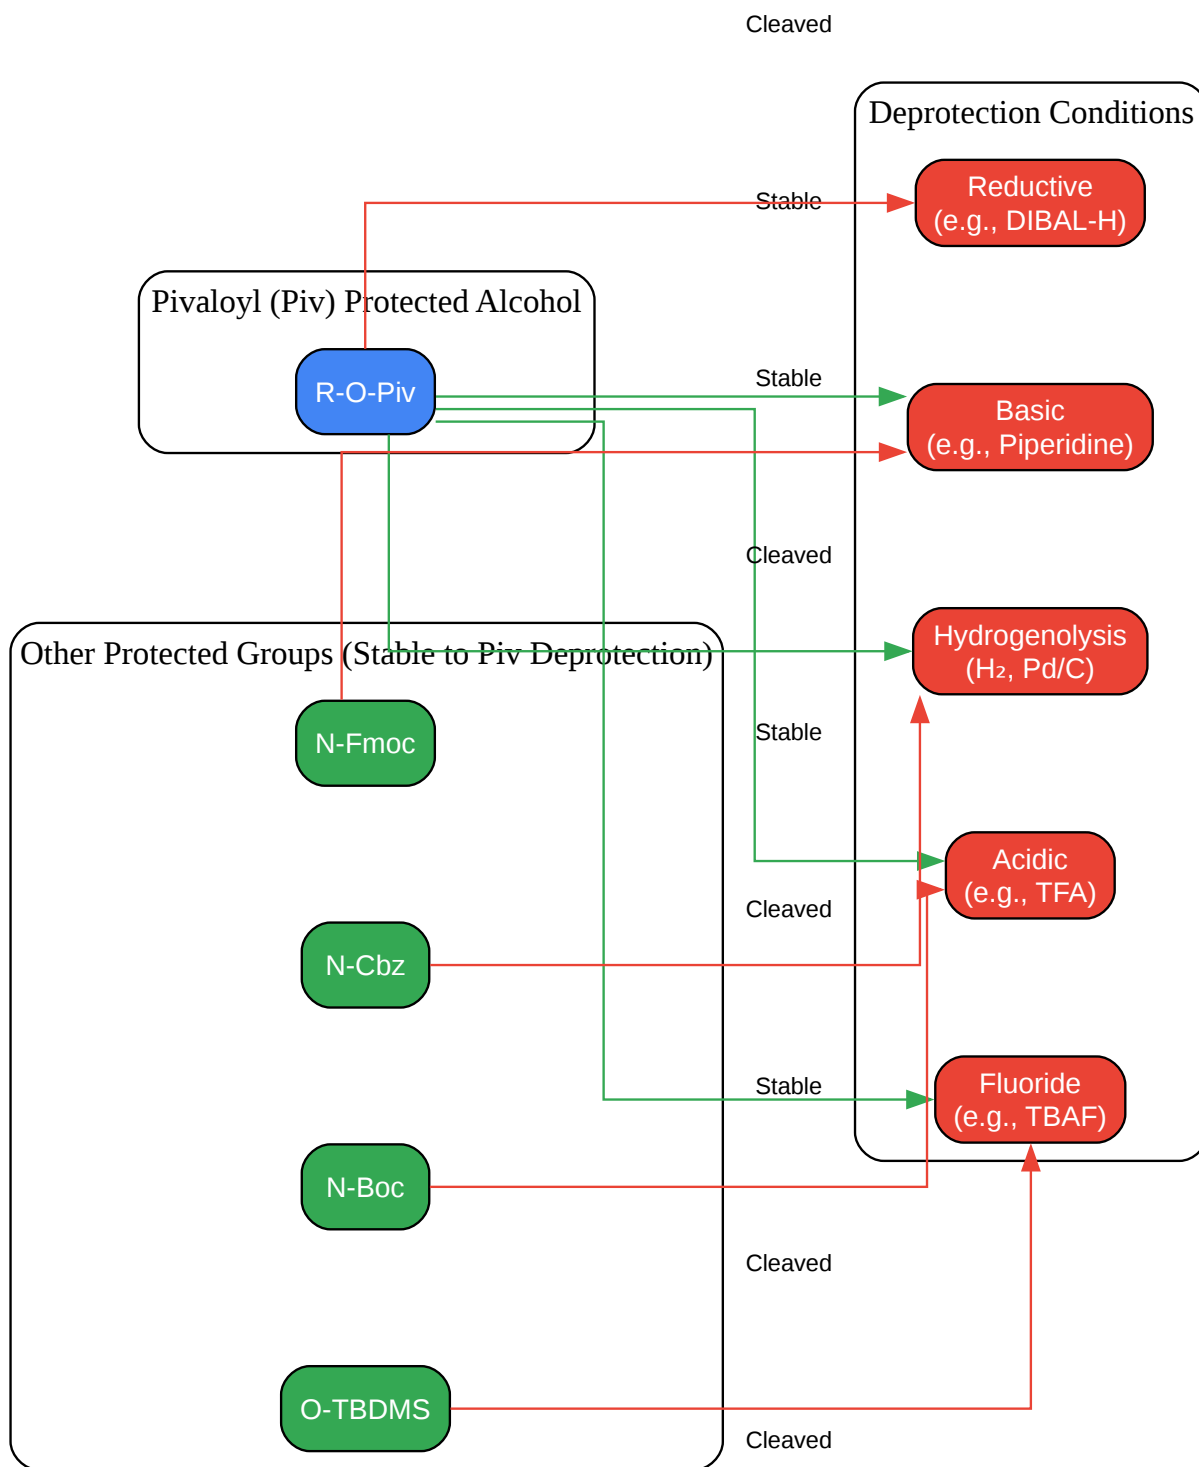 Cleaved
Deprotection Conditions
Reductive
(e.g., DIBAL-H)
Stable
Pivaloyl (Piv) Protected Alcohol
R-O-Piv
Stable
Basic
(e.g., Piperidine)
Cleaved
Hydrogenolysis
(H₂, Pd/C)
Other Protected Groups (Stable to Piv Deprotection)
N-Fmoc
Stable
Acidic
(e.g., TFA)
Cleaved
N-Cbz
Fluoride
(e.g., TBAF)
Stable
N-Boc
Cleaved
O-TBDMS
Cleaved